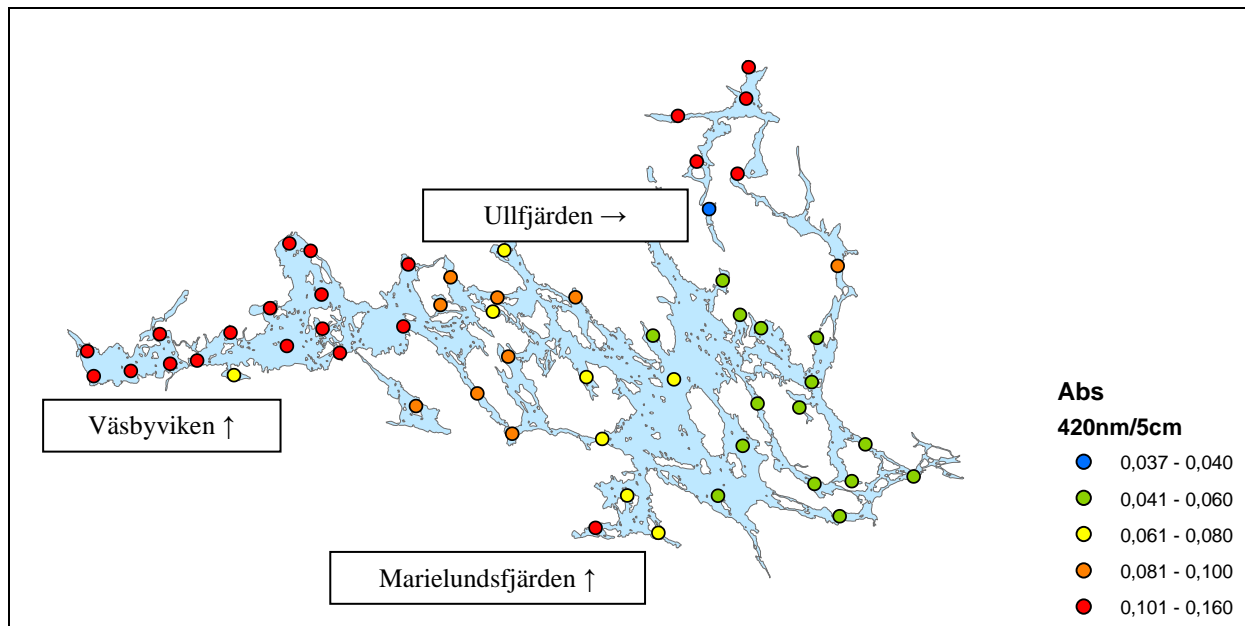 Ullfjärden →
Väsbyviken ↑
Marielundsfjärden ↑
Abs
420nm/5cm
0,037 - 0,040
0,041 - 0,060
0,061 - 0,080
0,081 - 0,100
0,101 - 0,160